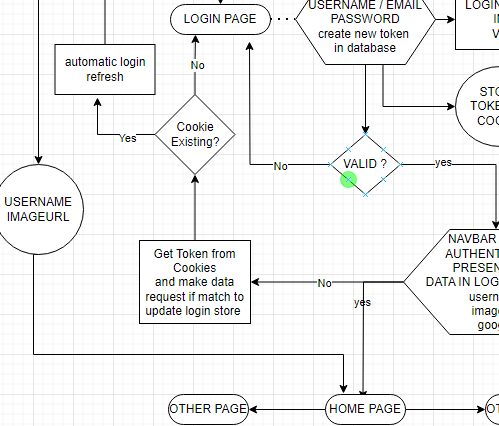 USERNAME / EMAIL
PASSWORD
create new token
in database
LOGIN PAGE
LOGIN
automatic login
refresh
No
STO
TOKE
COO
Cookie
Existing?
Yes
VALID ?
No
yes
USERNAME
IMAGEURL
NAVBAR
AUTHENT
PRESEN
DATA IN LOG
usern
imag
goog
Get Token from
Cookies
and make data
request if match to
update login store
No
yes
OTHER PAGE
HOME PAGE